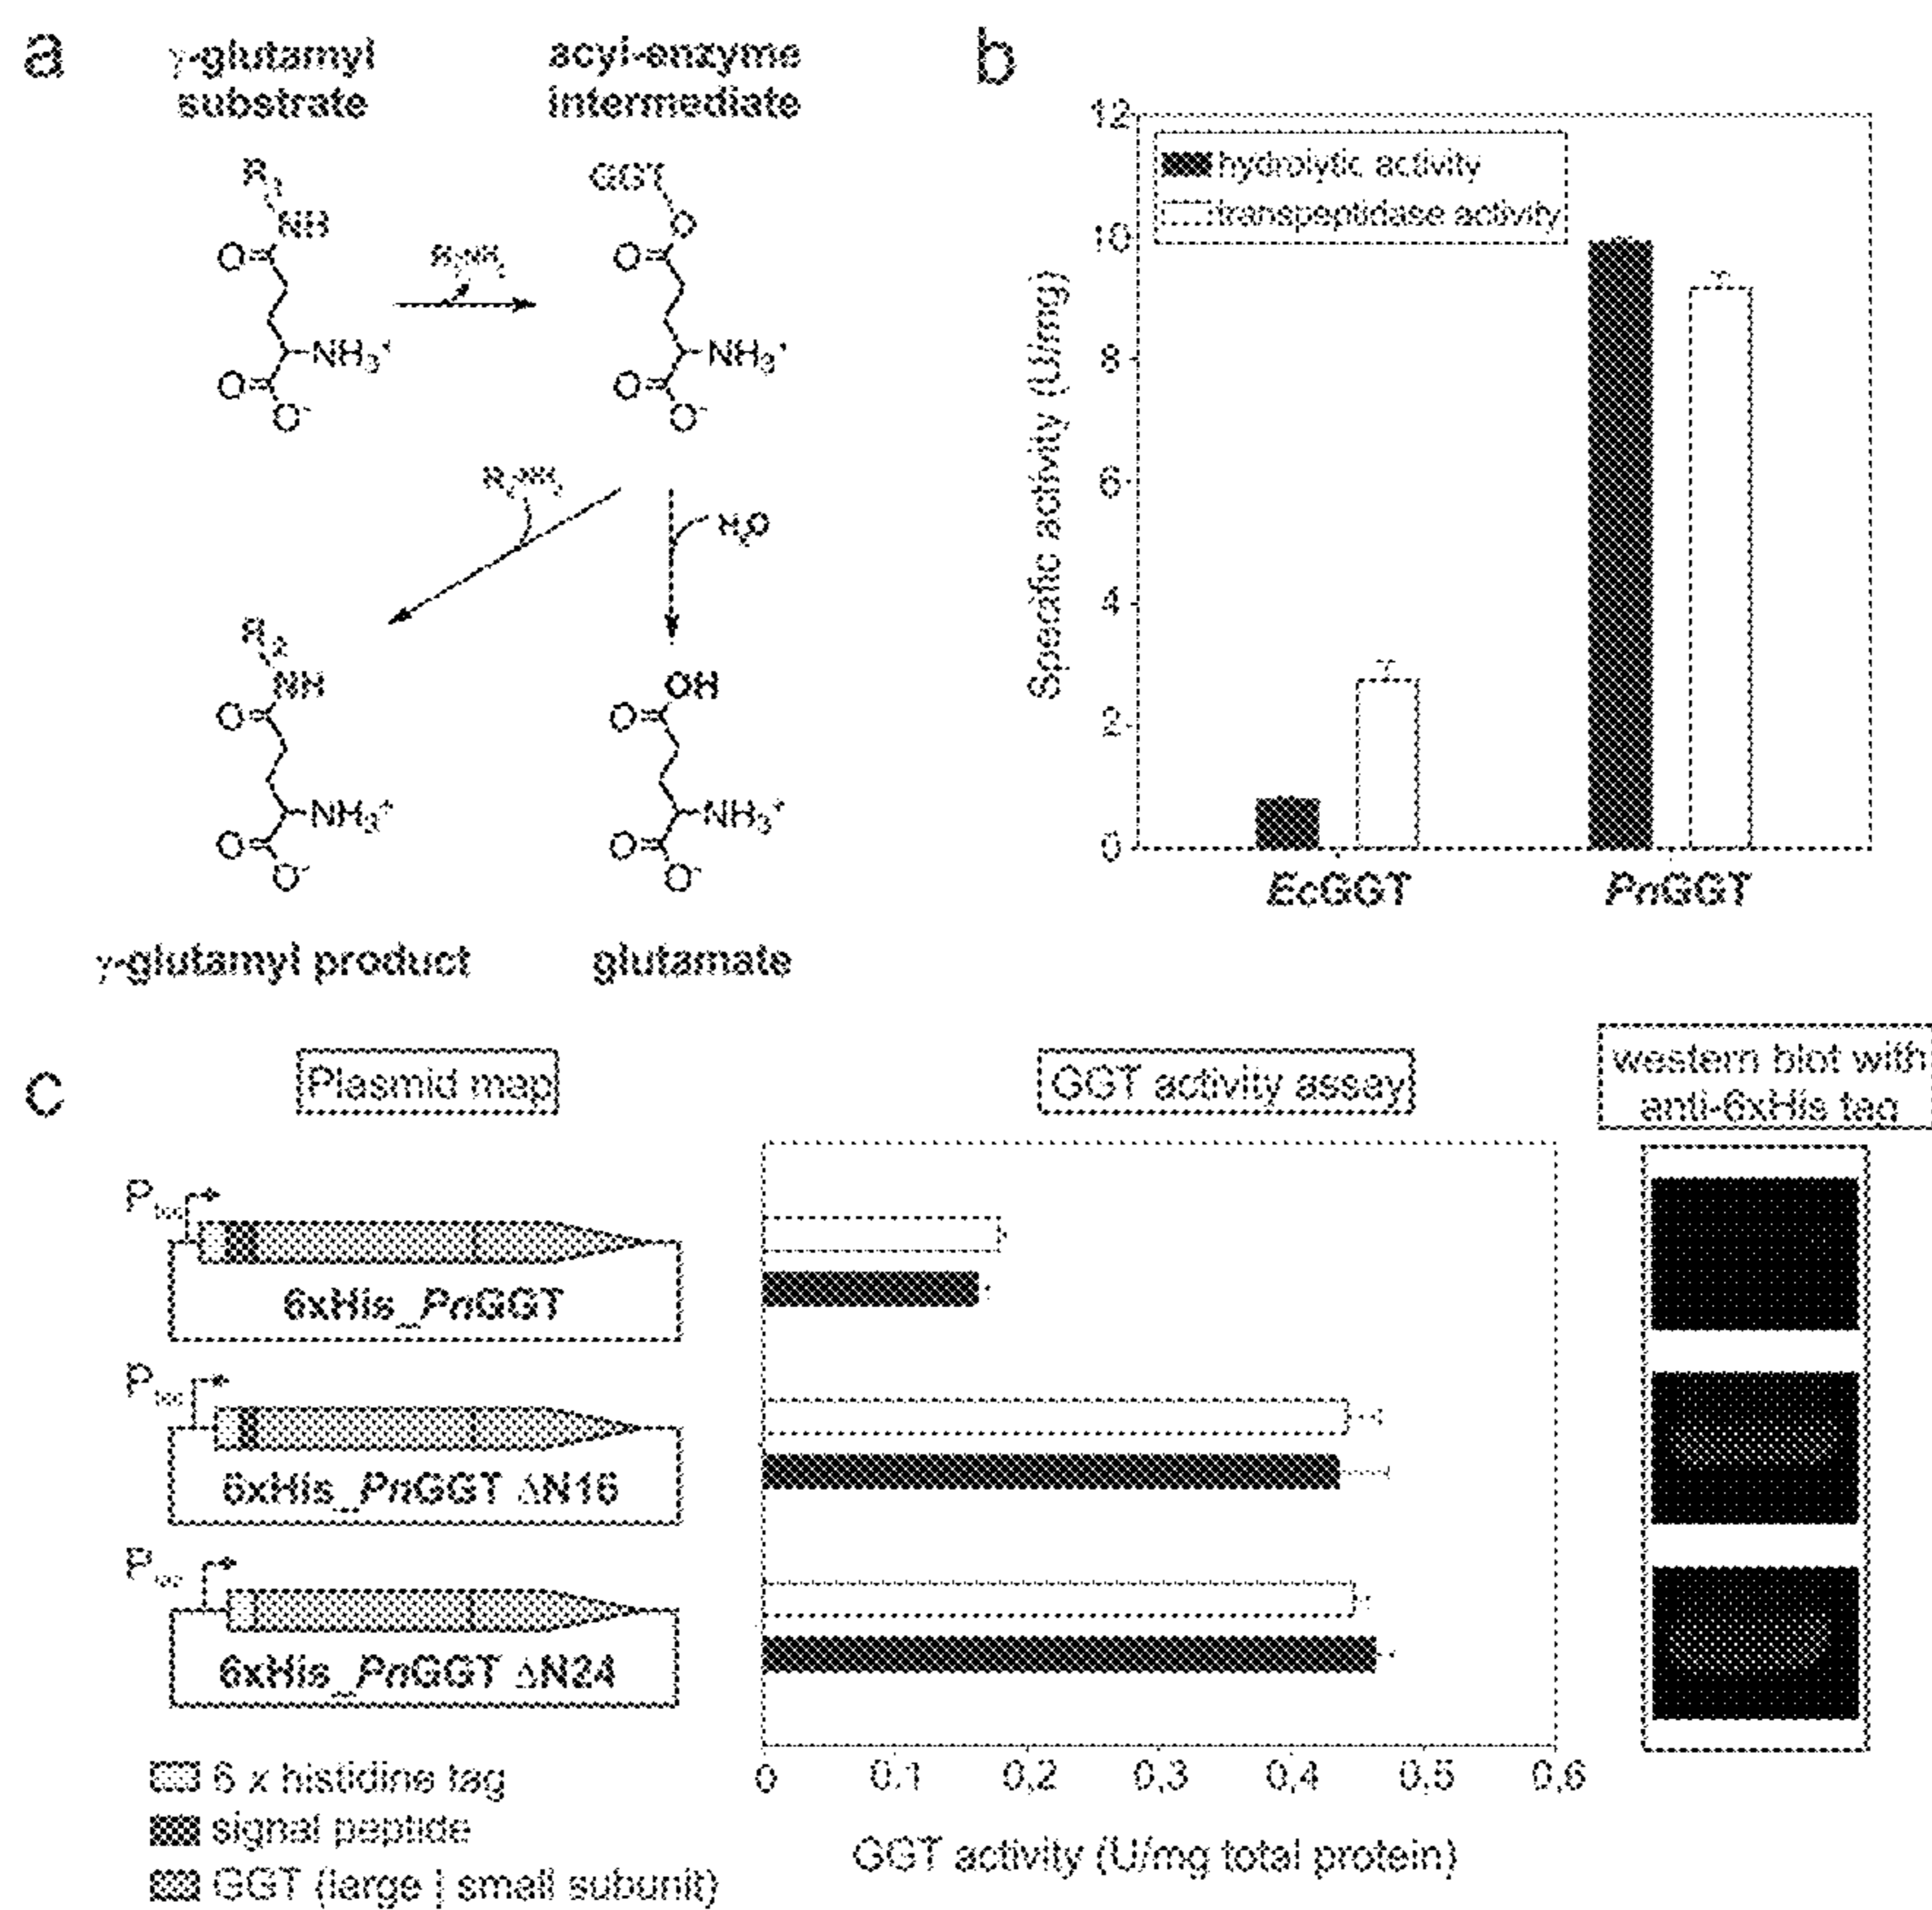 a
γ-glutamyl
substrate
acyl-enzyme
intermediate
R1
NH
O
NH3+
O
O-
R1NH2
GGT
O
O
NH3+
O
O-
R2NH2
H2O
R2
NH
O
NH3+
O
O-
OH
O
NH3+
O
O-
γ-glutamyl product
glutamate
b
12
10
8
6
4
2
0
Specific activity (U/mg)
hydrolytic activity
transpeptidase activity
EcGGT
PnGGT
c
Plasmid map
GGT activity assay
western blot with
anti-6xHis tag
6xHis_PnGGT
6xHis_PnGGT ΔN16
6xHis_PnGGT ΔN24
6 x histidine tag
signal peptide
GGT (large | small subunit)
0
0,1
0,2
0,3
0,4
0,5
0,6
GGT activity (U/mg total protein)